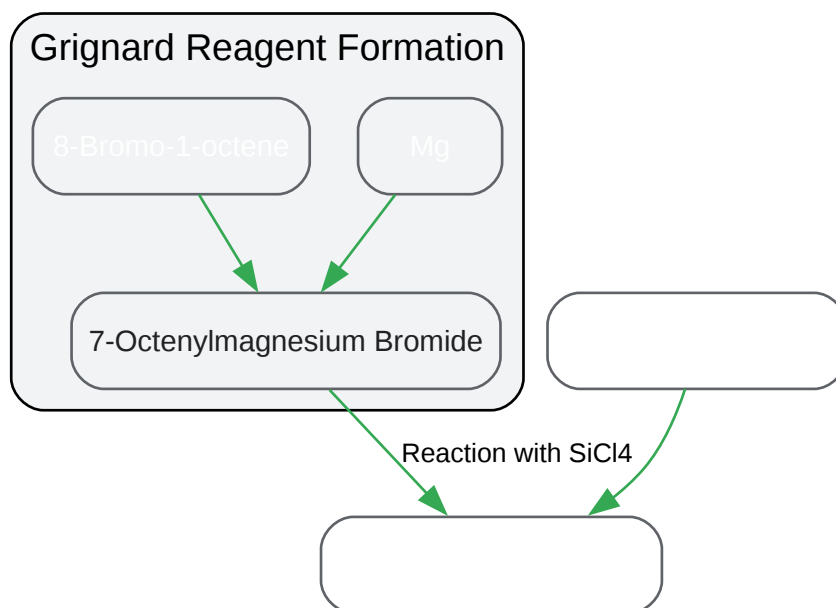 Grignard Reagent Formation
8-Bromo-1-octene
Mg
7-Octenylmagnesium Bromide
Reaction with SiCl4